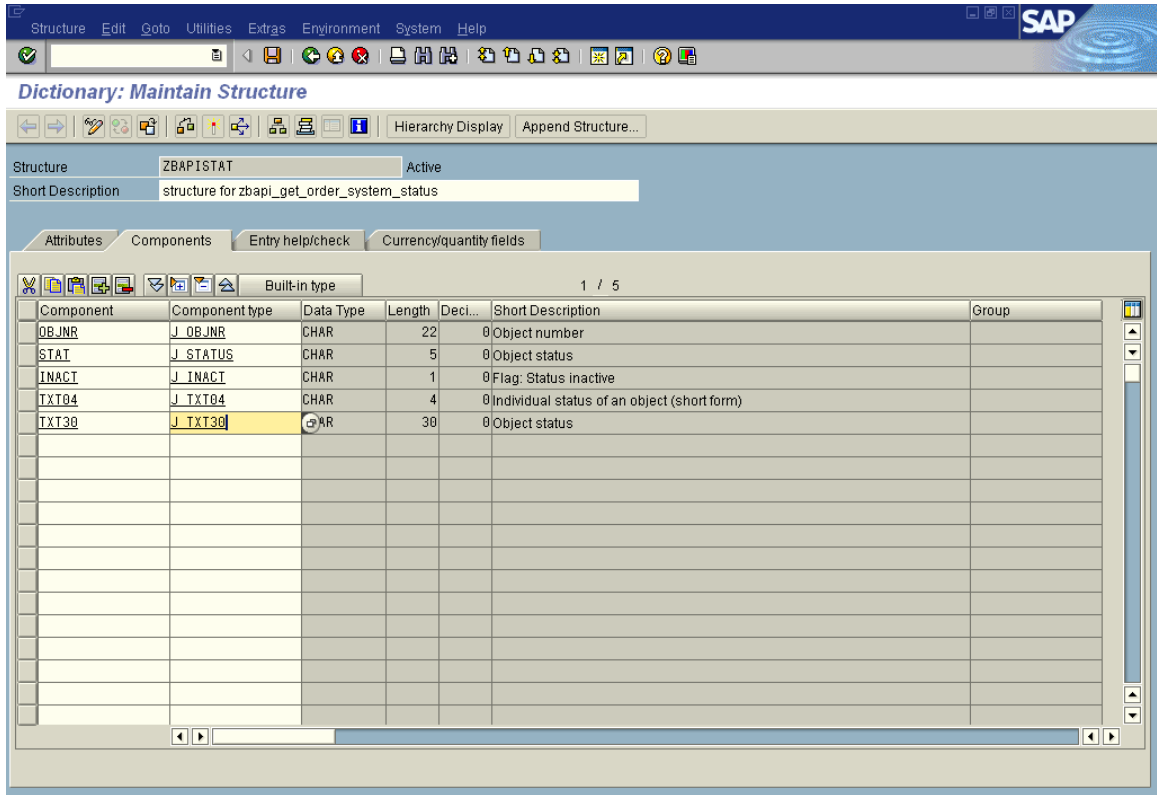 Structure Edit Goto Utilities Extras Environment System Help
SAP
Dictionary: Maintain Structure
Hierarchy Display Append Structure...
Structure ZBAPISTAT Active
Short Description structure for zbapi_get_order_system_status
Attributes Components Entry help/check Currency/quantity fields
Built-in type 1 / 5
Component Component type Data Type Length Deci... Short Description Group
OBJNR J_OBJNR CHAR 22 0 Object number
STAT J_STATUS CHAR 5 0 Object status
INACT J_INACT CHAR 1 0 Flag: Status inactive
TXT04 J_TXT04 CHAR 4 0 Individual status of an object (short form)
TXT30 J_TXT30 AR 30 0 Object status